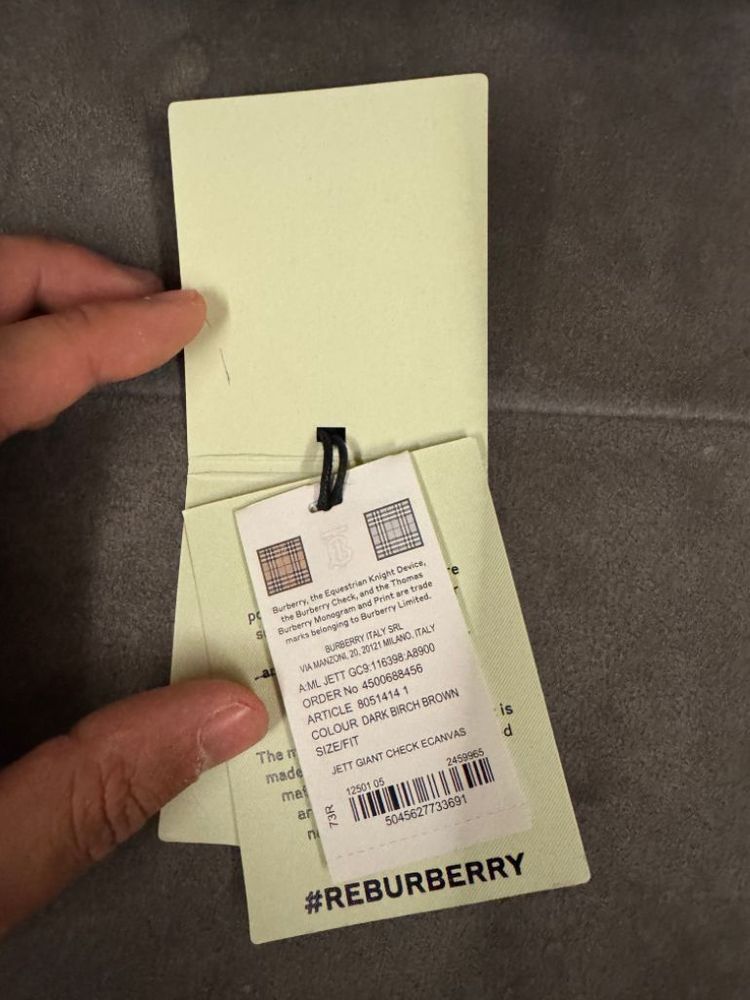 Burberry, the Equestrian Knight Device,
the Burberry Check, and the Thomas
Burberry Monogram and Print are trade
marks belonging to Burberry Limited.
BURBERRY ITALY SRL
VIA MANZONI, 20, 20121 MILANO, ITALY
A:ML JETT GC9:116398:A8900
ORDER No 4500688456
ARTICLE 8051414 1
COLOUR DARK BIRCH BROWN
SIZE/FIT
JETT GIANT CHECK ECANVAS
12501 05 2459965
73R
5045627733691
is
The
made
#REBURBERRY